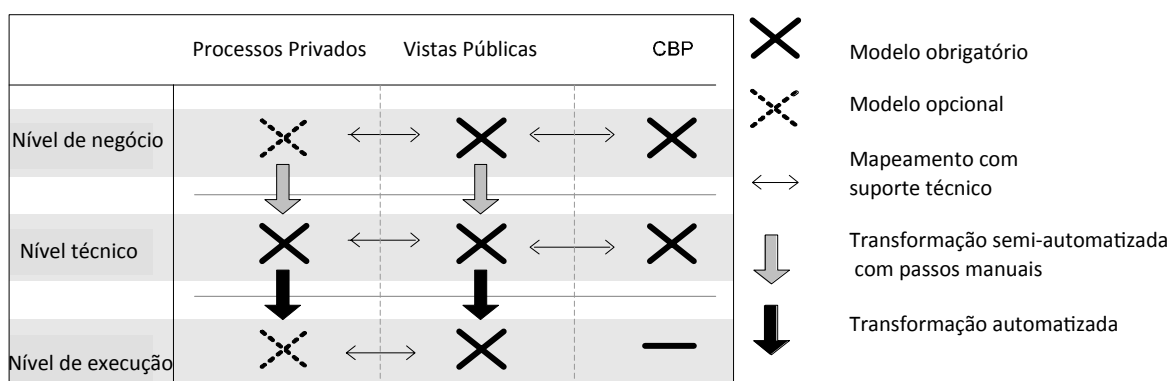 Processos Privados Vistas Públicas CBP
Nível de negócio
Nível técnico
Nível de execução
Modelo obrigatório
Modelo opcional
Mapeamento com
suporte técnico
Transformação semi-automatizada
com passos manuais
Transformação automatizada